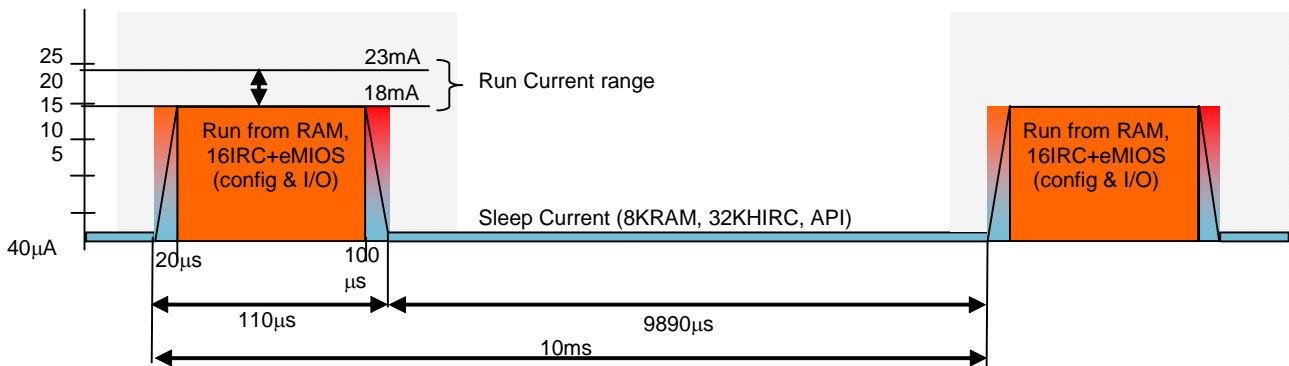 25
20
15
10
5
40μA
23mA
18mA
Run Current range
Run from RAM,
16IRC+eMIOS
(config & I/O)
Run from RAM,
16IRC+eMIOS
(config & I/O)
Sleep Current (8KRAM, 32KHIRC, API)
20μs
100
μs
110μs
9890μs
10ms